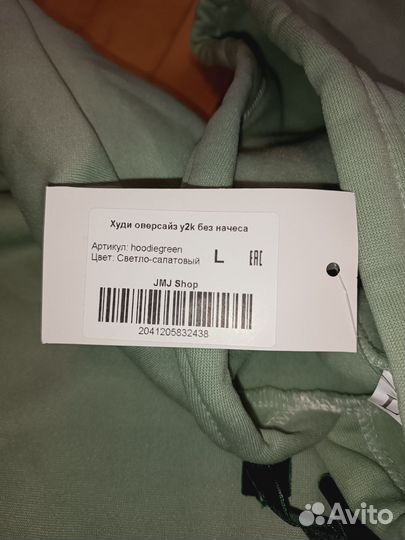 Худи оверсайз y2k без начеса
Артикул: hoodiegreen
Цвет: Светло-салатовый
L
EAC
JMJ Shop
2041205832438
Avito